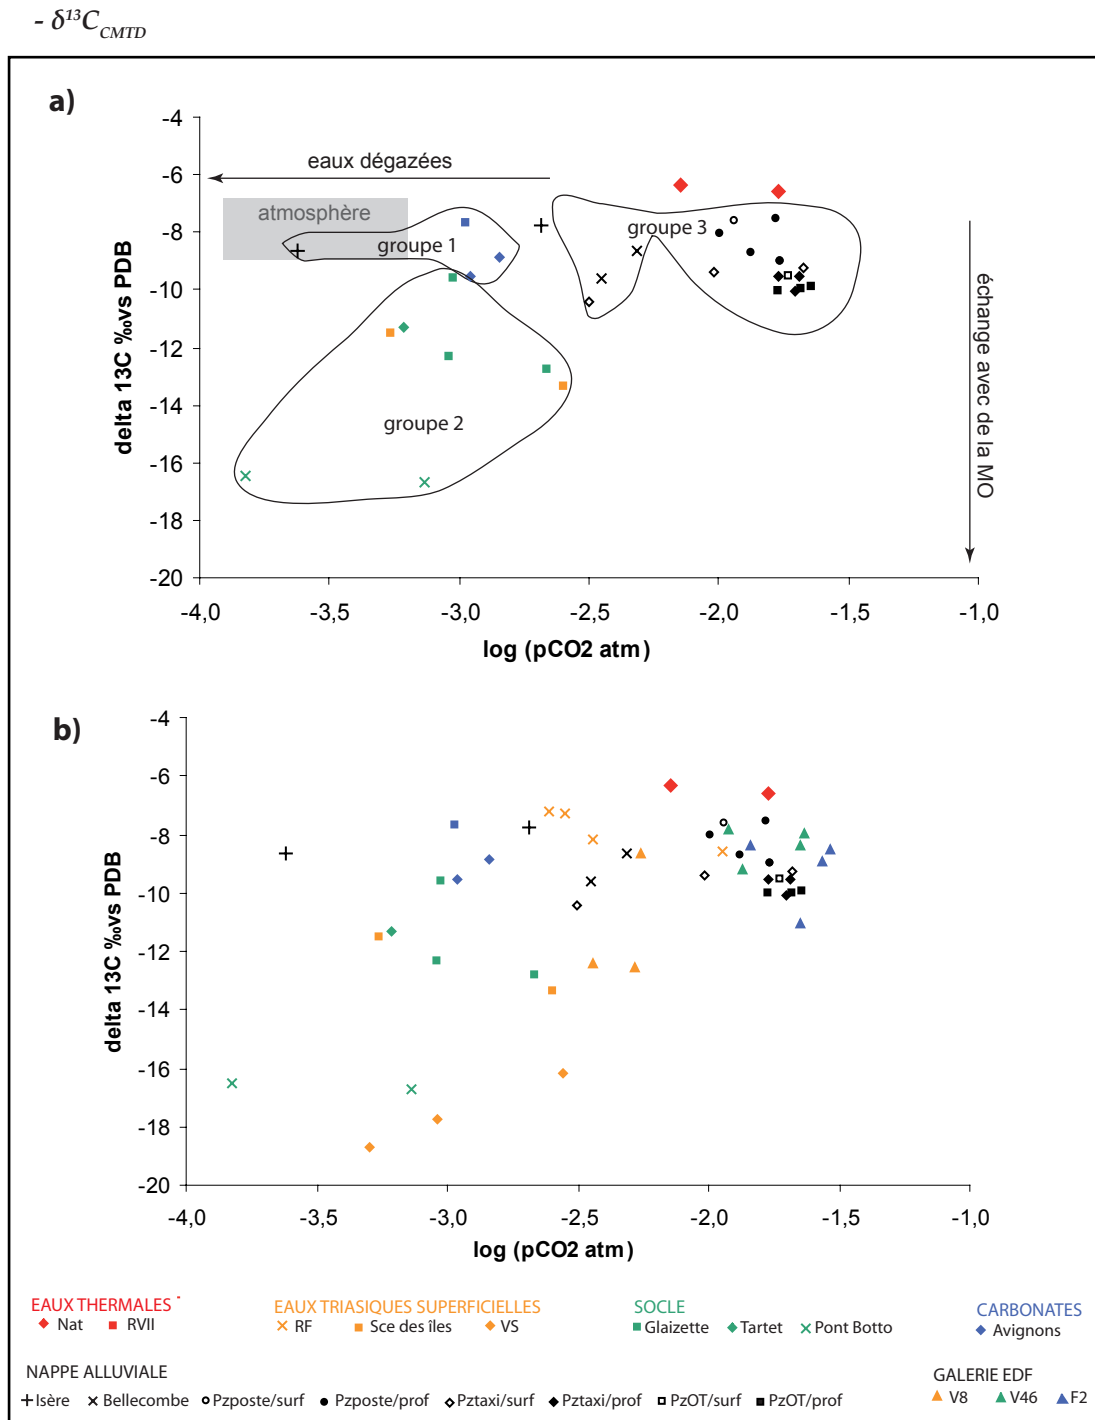 - δ¹³C CMTD
a)
-4
-6
-8
-10
-12
-14
-16
-18
-20
delta 13C ‰vs PDB
eaux dégazées
atmosphère
groupe 1
groupe 2
groupe 3
échange avec de la MO
-4,0 -3,5 -3,0 -2,5 -2,0 -1,5 -1,0
log (pCO2 atm)
b)
-4
-6
-8
-10
-12
-14
-16
-18
-20
delta 13C ‰vs PDB
-4,0 -3,5 -3,0 -2,5 -2,0 -1,5 -1,0
log (pCO2 atm)
EAUX THERMALES
Nat RVII
EAUX TRIASIQUES SUPERFICIELLES
RF Sce des îles VS
SOCLE
Glaizette Tartet Pont Botto
CARBONATES
Avignons
NAPPE ALLUVIALE
Isère Bellecombe Pzposte/surf Pzposte/prof Pztaxi/surf Pztaxi/prof PzOT/surf PzOT/prof
GALERIE EDF
V8 V46 F2